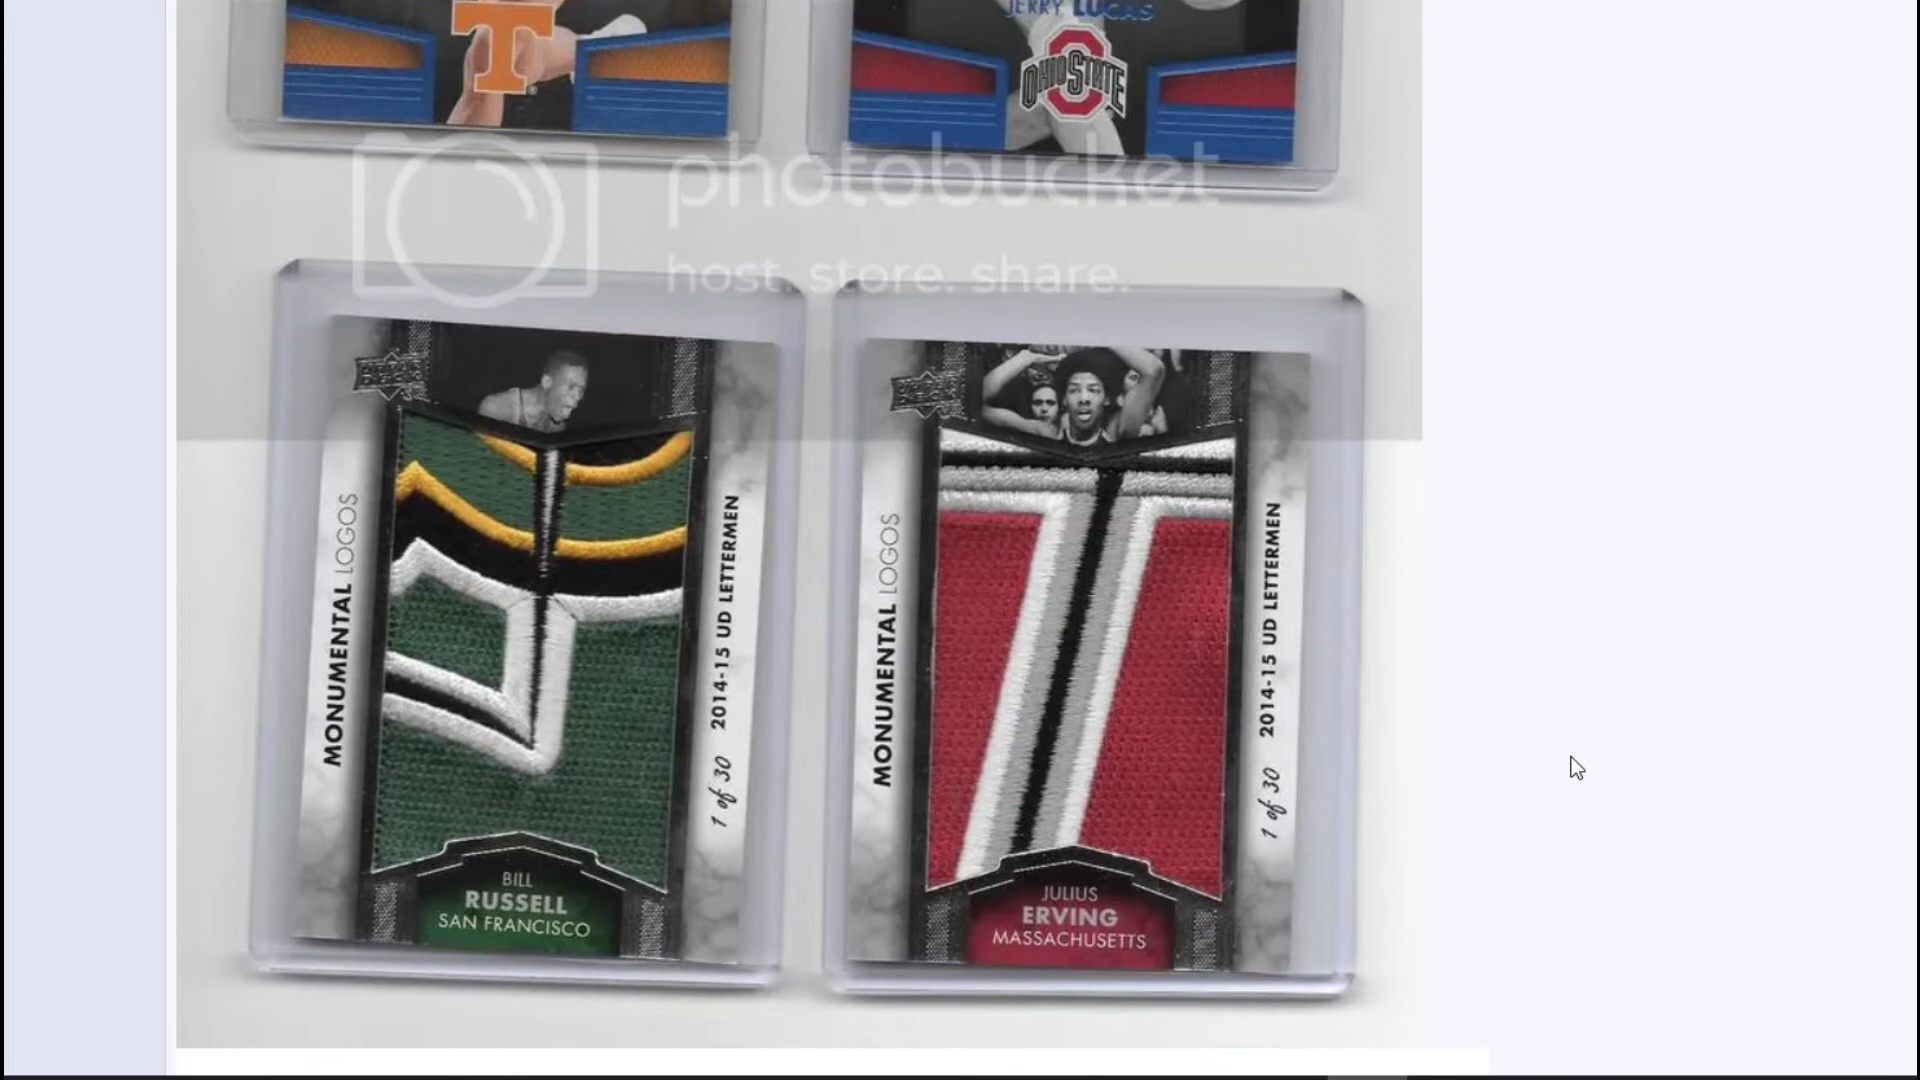 JERRY LUCAS
T
OHIO STATE
photobucket
host. store. share.
MONUMENTAL LOGOS
1 of 30 2014-15 UD LETTERMEN
BILL
RUSSELL
SAN FRANCISCO
MONUMENTAL LOGOS
1 of 30 2014-15 UD LETTERMEN
JULIUS
ERVING
MASSACHUSETTS